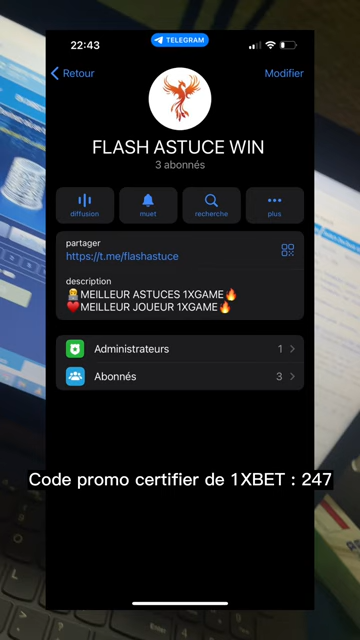 22:43
TELEGRAM
Retour
Modifier
FLASH ASTUCE WIN
3 abonnés
diffusion
muet
recherche
plus
partager
https://t.me/flashastuce
description
👩‍💻MEILLEUR ASTUCES 1XGAME🔥
❤️MEILLEUR JOUEUR 1XGAME🔥
Administrateurs 1
Abonnés 3
Code promo certifier de 1XBET : 247